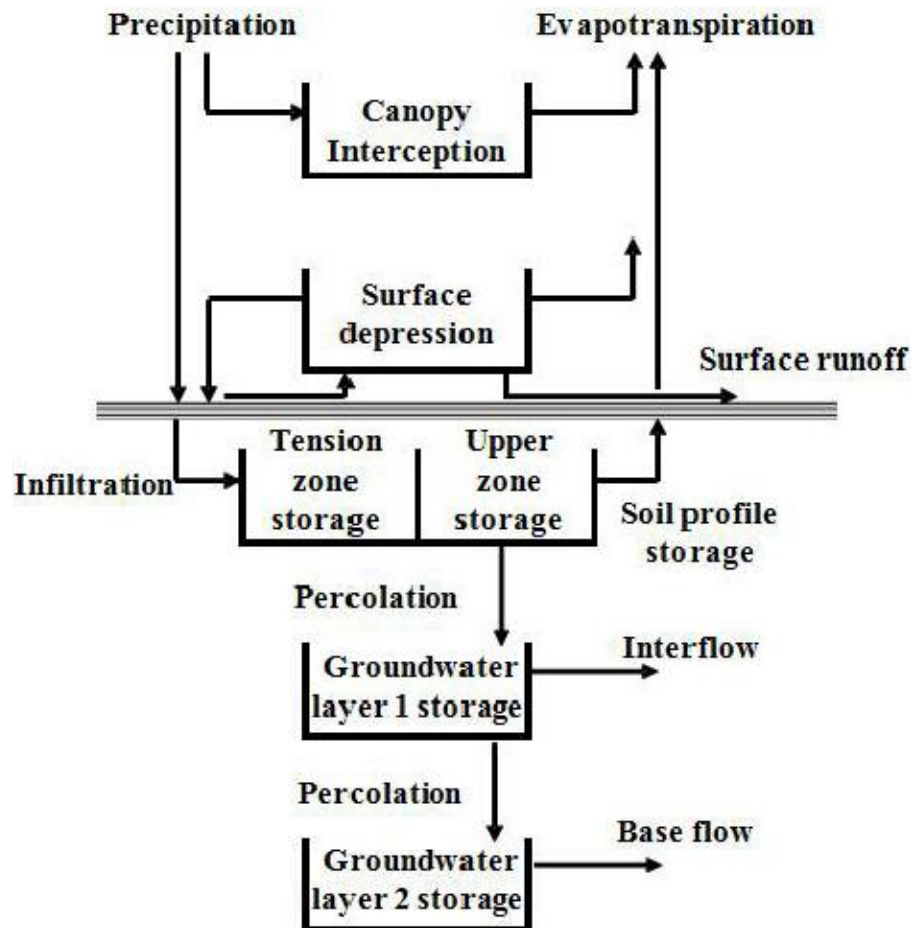 Precipitation
Evapotranspiration
Canopy
Interception
Surface
depression
Surface runoff
Infiltration
Tension
zone
storage
Upper
zone
storage
Soil profile
storage
Percolation
Groundwater
layer 1 storage
Interflow
Percolation
Groundwater
layer 2 storage
Base flow